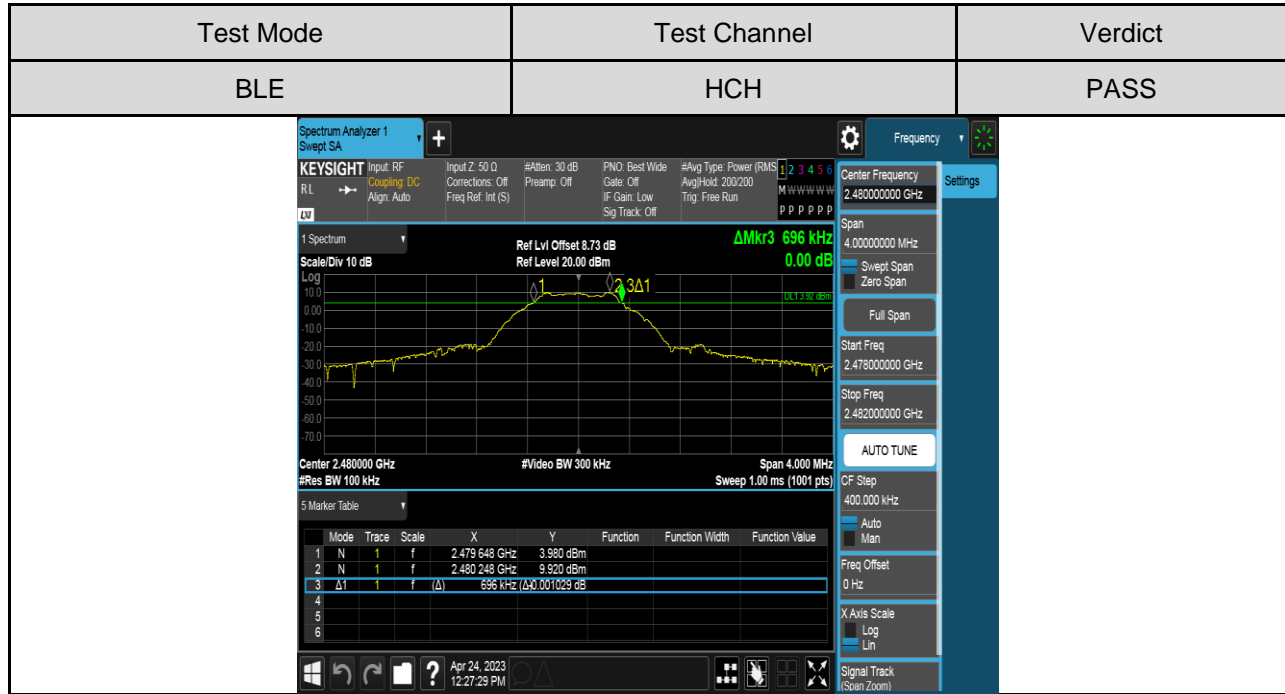 Test Mode Test Channel Verdict
BLE HCH PASS
Spectrum Analyzer 1
Swept SA
+
Frequency
KEYSIGHT
RL
LXI
Input: RF
Coupling: DC
Align: Auto
Input Z: 50 Ω
Corrections: Off
Freq Ref: Int (S)
#Atten: 30 dB
Preamp: Off
PNO: Best Wide
Gate: Off
IF Gain: Low
Sig Track: Off
#Avg Type: Power (RMS
Avg|Hold: 200/200
Trig: Free Run
1 2 3 4 5 6
M W W W W W
P P P P P P
1 Spectrum
Scale/Div 10 dB
Ref Lvl Offset 8.73 dB
Ref Level 20.00 dBm
ΔMkr3 696 kHz
0.00 dB
Log
10.0
0.00
-10.0
-20.0
-30.0
-40.0
-50.0
-60.0
-70.0
1
2
3Δ1
DL1 3.92 dBm
Center 2.480000 GHz
#Res BW 100 kHz
#Video BW 300 kHz
Span 4.000 MHz
Sweep 1.00 ms (1001 pts)
5 Marker Table
Mode Trace Scale X Y Function Function Width Function Value
1 N 1 f 2.479 648 GHz 3.980 dBm
2 N 1 f 2.480 248 GHz 9.920 dBm
3 Δ1 1 f (Δ) 696 kHz (Δ) -0.001029 dB
4
5
6
?
Apr 24, 2023
12:27:29 PM
Center Frequency
2.480000000 GHz
Settings
Span
4.00000000 MHz
Swept Span
Zero Span
Full Span
Start Freq
2.478000000 GHz
Stop Freq
2.482000000 GHz
AUTO TUNE
CF Step
400.000 kHz
Auto
Man
Freq Offset
0 Hz
X Axis Scale
Log
Lin
Signal Track
(Span Zoom)